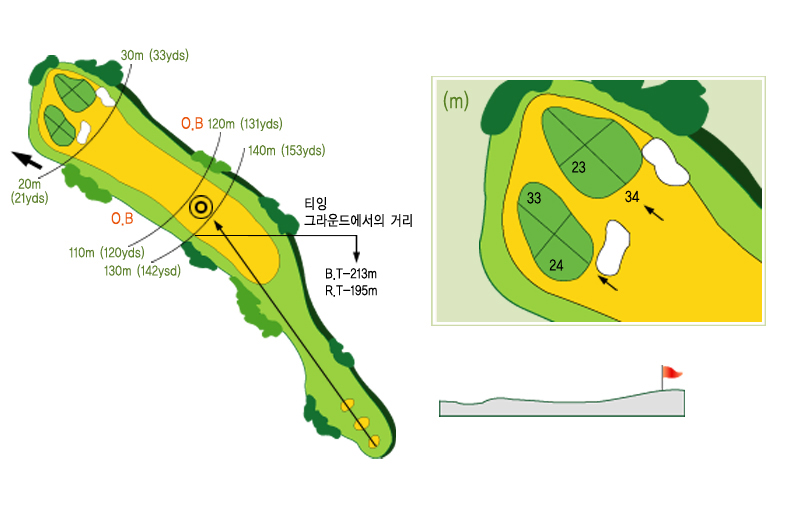 30m (33yds)
O.B 120m (131yds)
140m (153yds)
20m
(21yds)
티잉
그라운드에서의 거리
O.B
110m (120yds)
130m (142ysd)
B.T-213m
R.T-195m
(m)
23
33
34
24